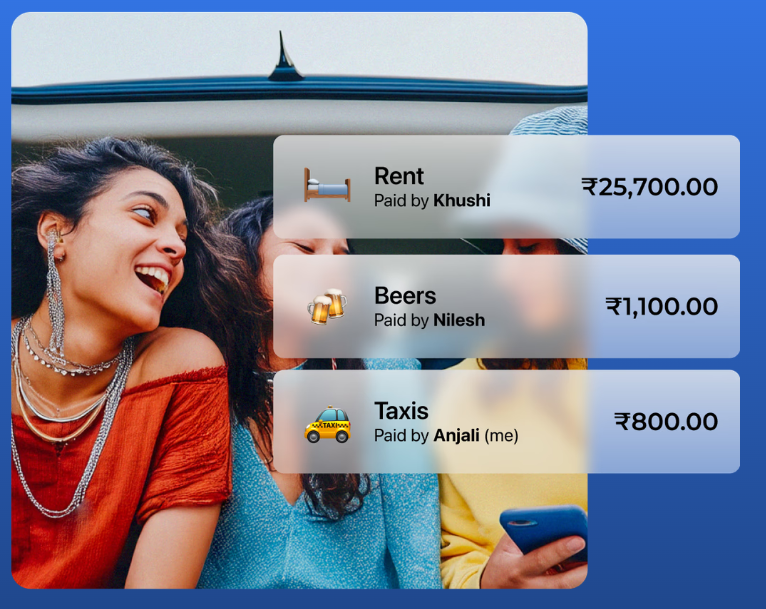 Rent
Paid by Khushi
₹25,700.00
Beers
Paid by Nilesh
₹1,100.00
TAXI
Taxis
Paid by Anjali (me)
₹800.00